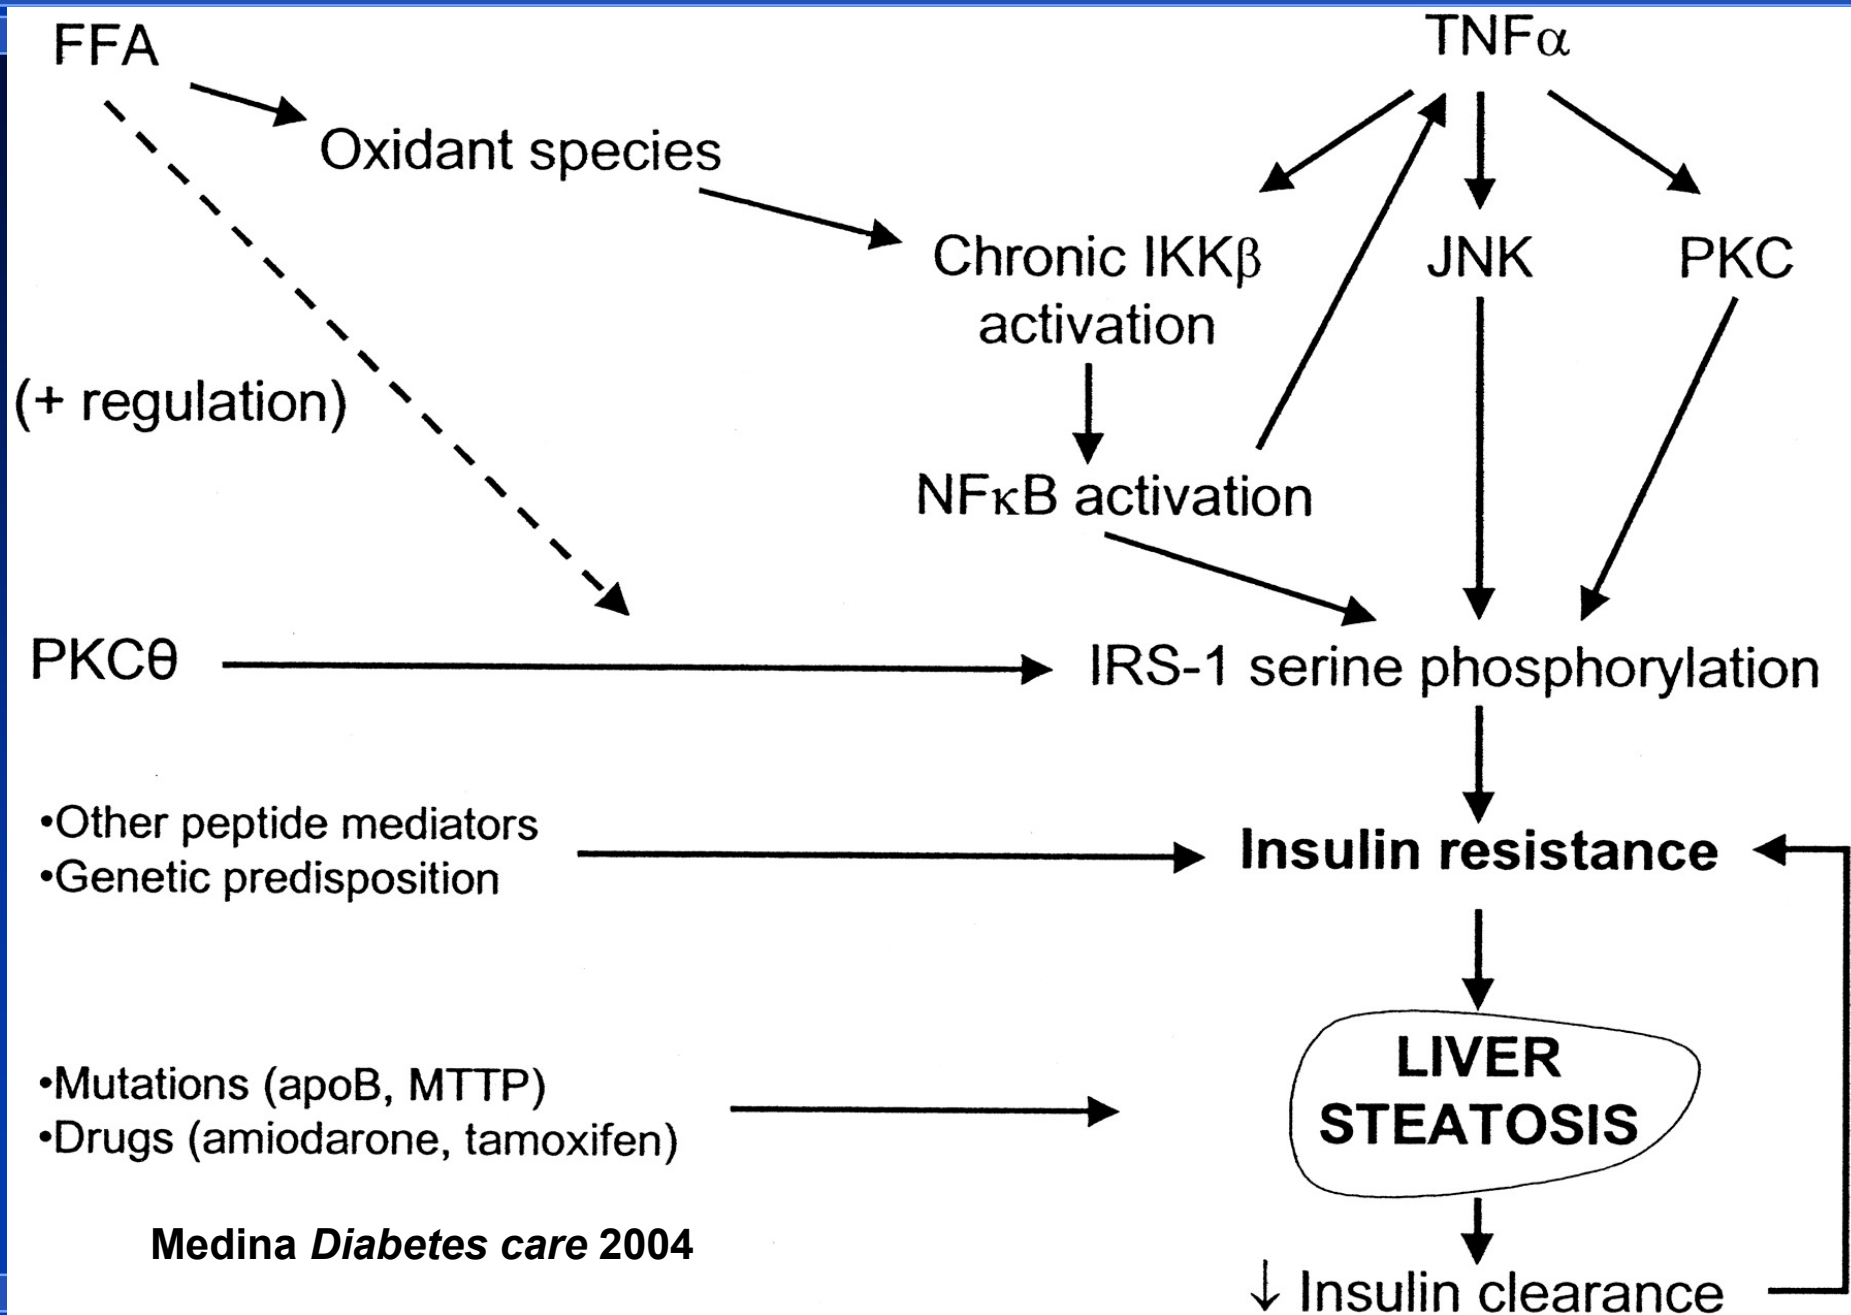 FFA
TNFα
Oxidant species
Chronic IKKβ
activation
JNK
PKC
(+ regulation)
NFκB activation
PKCθ
IRS-1 serine phosphorylation
•Other peptide mediators
•Genetic predisposition
Insulin resistance
•Mutations (apoB, MTTP)
•Drugs (amiodarone, tamoxifen)
LIVER
STEATOSIS
Medina Diabetes care 2004
↓ Insulin clearance